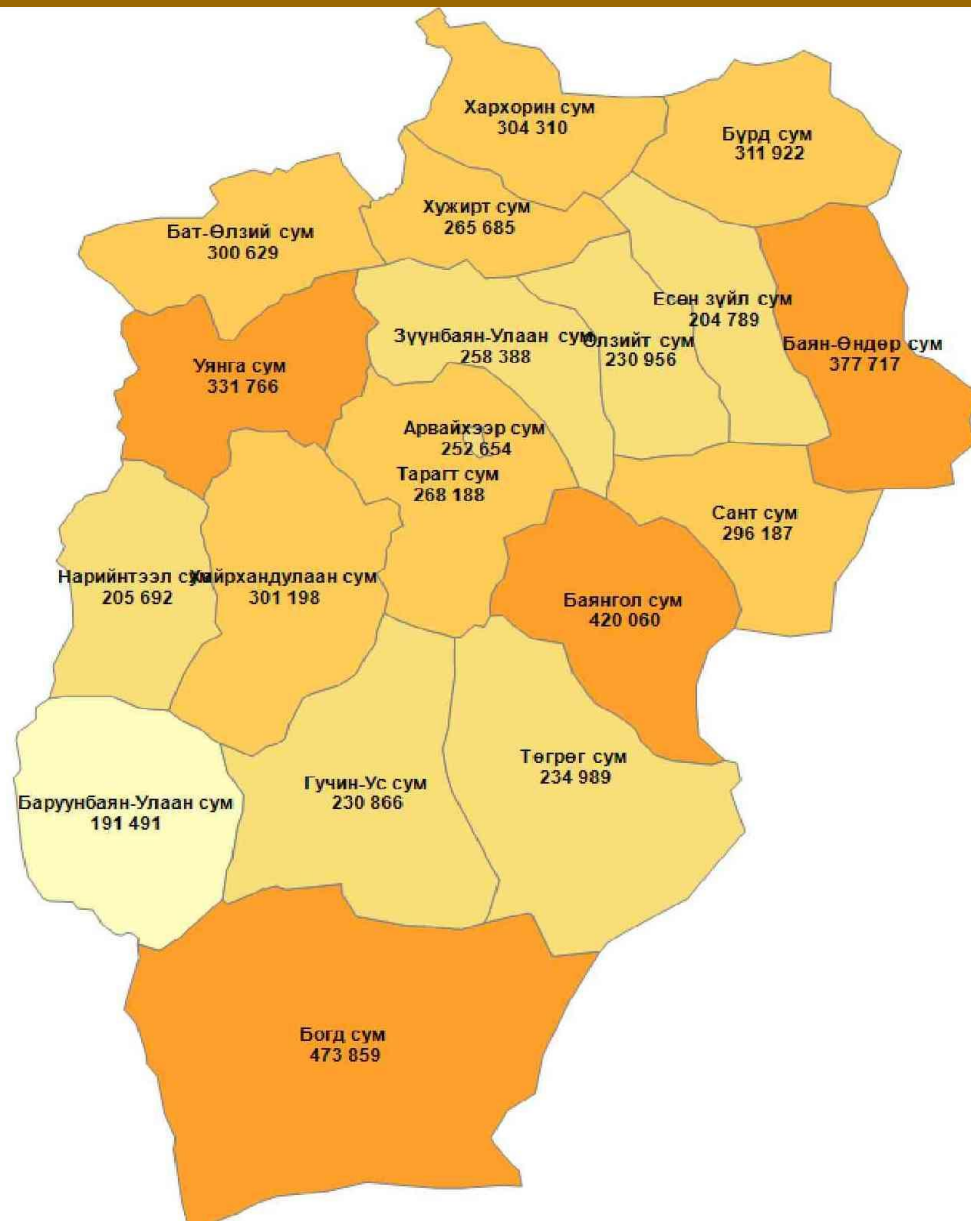 Хархорин сум
304 310
Бүрд сум
311 922
Хужирт сум
265 685
Бат-Өлзий сум
300 629
Есөн зүйл сум
204 789
Зүүнбаян-Улаан сум
258 388
Өлзийт сум
230 956
Баян-Өндөр сум
377 717
Уянга сум
331 766
Арвайхээр сум
252 654
Тарагт сум
268 188
Сант сум
296 187
Нарийнтээл сум
205 692
Хайрхандулаан сум
301 198
Баянгол сум
420 060
Төгрөг сум
234 989
Гучин-Ус сум
230 866
Баруунбаян-Улаан сум
191 491
Богд сум
473 859